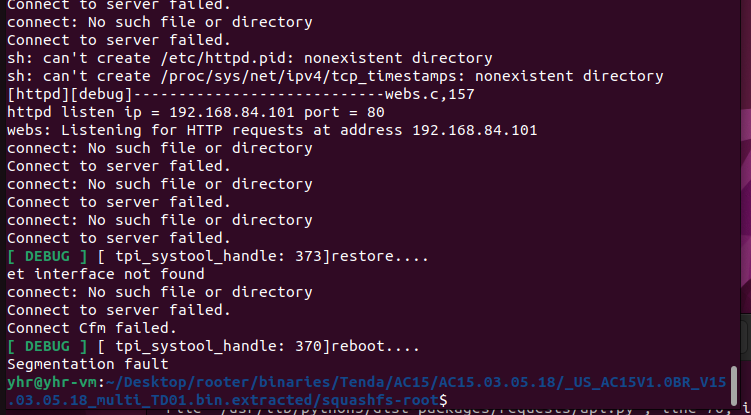 Connect to server failed.
connect: No such file or directory
Connect to server failed.
sh: can't create /etc/httpd.pid: nonexistent directory
sh: can't create /proc/sys/net/ipv4/tcp_timestamps: nonexistent directory
[httpd][debug]----------------------------webs.c,157
httpd listen ip = 192.168.84.101 port = 80
webs: Listening for HTTP requests at address 192.168.84.101
connect: No such file or directory
Connect to server failed.
connect: No such file or directory
Connect to server failed.
connect: No such file or directory
Connect to server failed.
[ DEBUG ] [ tpi_systool_handle: 373]restore....
et interface not found
connect: No such file or directory
Connect to server failed.
Connect Cfm failed.
[ DEBUG ] [ tpi_systool_handle: 370]reboot....
Segmentation fault
yhr@yhr-vm:~/Desktop/rooter/binaries/Tenda/AC15/AC15.03.05.18/_US_AC15V1.0BR_V15
.03.05.18_multi_TD01.bin.extracted/squashfs-root$